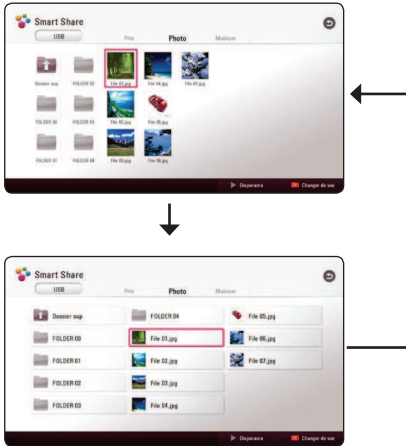 Smart Share
USB Film Photo Musique
Dossier sup FOLDER 02 File 01.jpg File 04.jpg File 07.jpg
FOLDER 00 FOLDER 03 File 02.jpg File 05.jpg
FOLDER 01 FOLDER 04 File 03.jpg File 06.jpg
Diaporama Changer de vue
Smart Share
USB Film Photo Musique
Dossier sup FOLDER 04 File 05.jpg
FOLDER 00 File 01.jpg File 06.jpg
FOLDER 01 File 02.jpg File 07.jpg
FOLDER 02 File 03.jpg
FOLDER 03 File 04.jpg
Diaporama Changer de vue